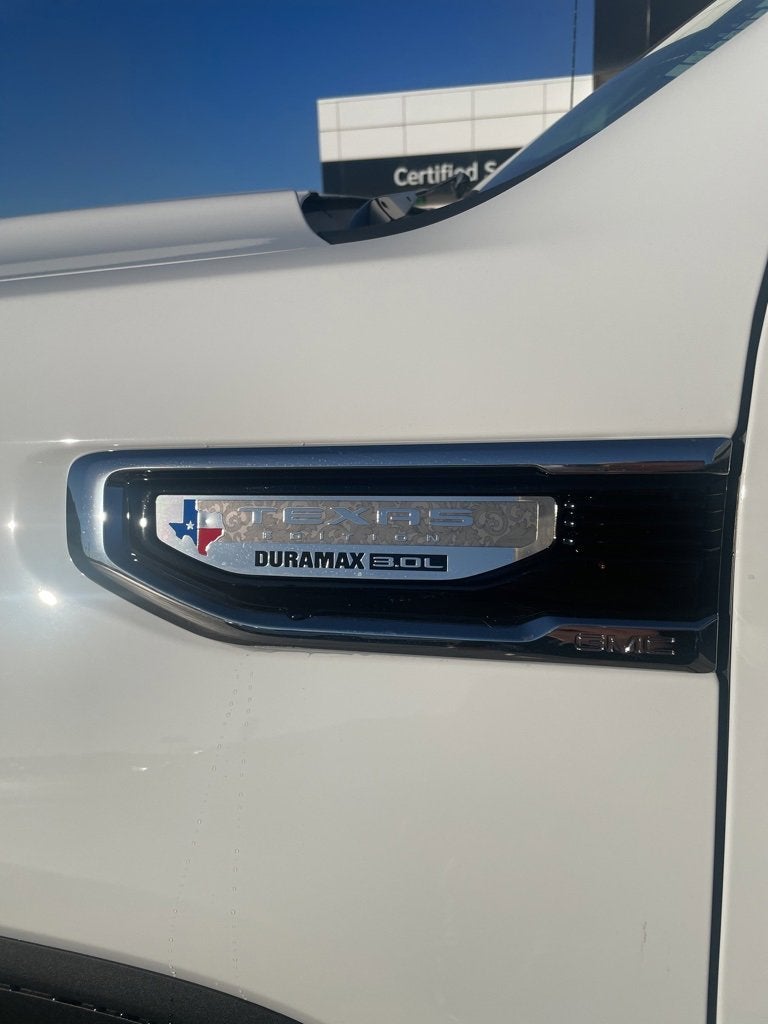 Certified S
TEXAS
EDITION
DURAMAX 3.0L
GMC